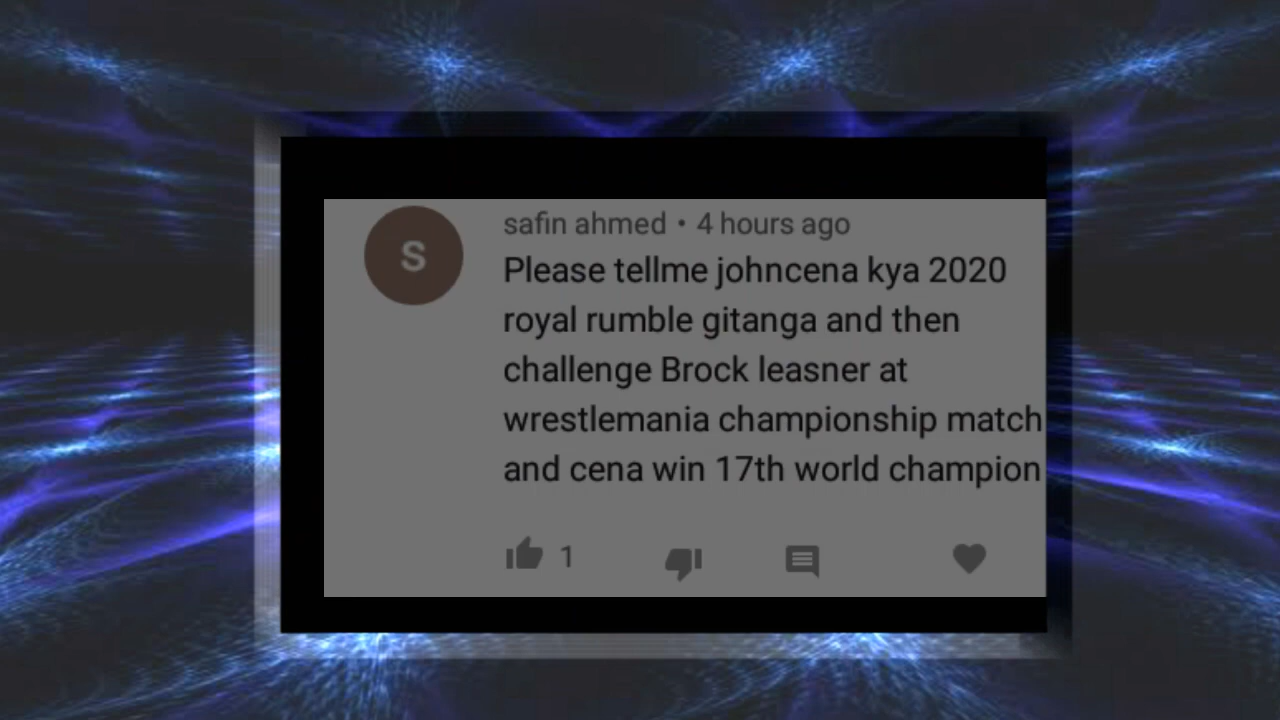 S
safin ahmed • 4 hours ago
Please tellme johncena kya 2020
royal rumble gitanga and then
challenge Brock leasner at
wrestlemania championship match
and cena win 17th world champion
1